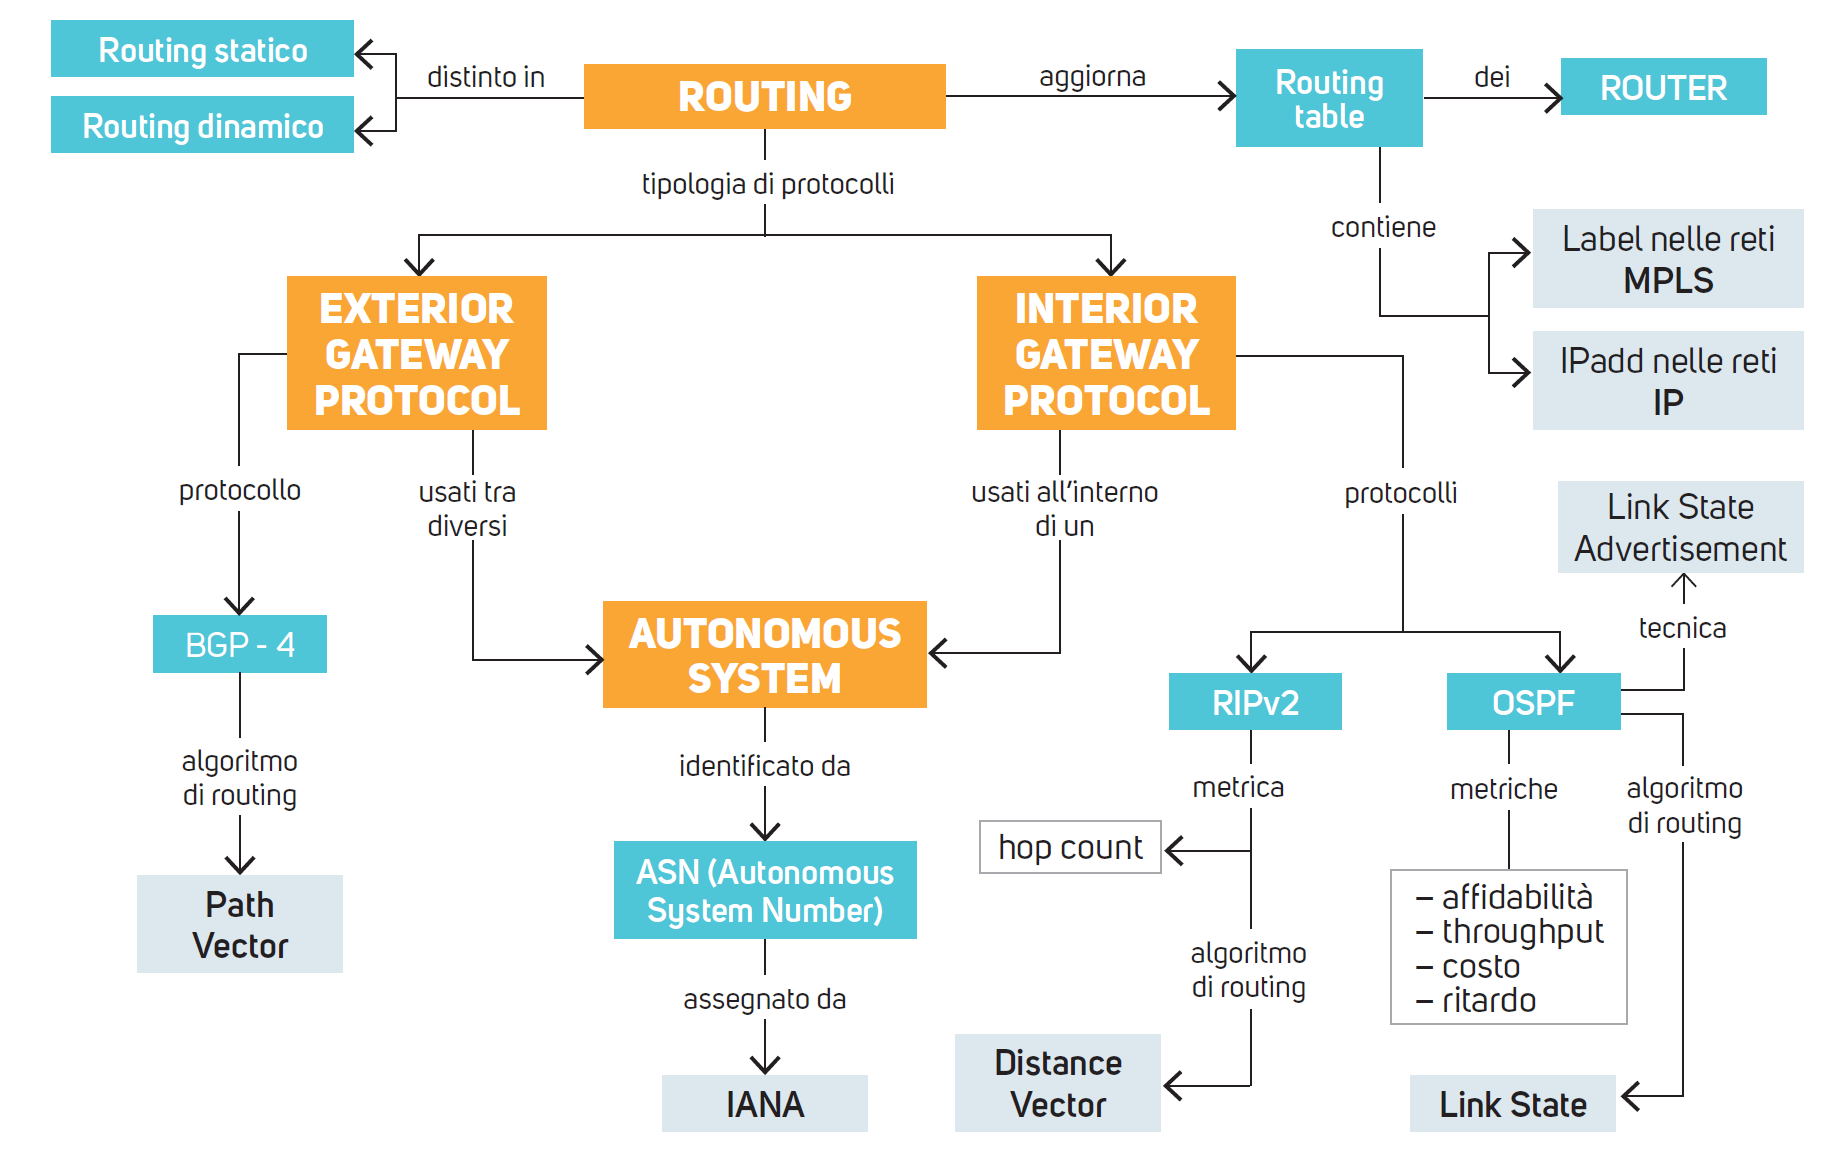 Routing statico
distinto in
ROUTING
aggiorna
Routing
table
dei
ROUTER
Routing dinamico
tipologia di protocolli
contiene
Label nelle reti
MPLS
IPadd nelle reti
IP
EXTERIOR
GATEWAY
PROTOCOL
INTERIOR
GATEWAY
PROTOCOL
protocollo
usati tra
diversi
usati all'interno
di un
protocolli
Link State
Advertisement
tecnica
BGP - 4
AUTONOMOUS
SYSTEM
RIPv2
OSPF
algoritmo
di routing
identificato da
metrica
metriche
algoritmo
di routing
hop count
Path
Vector
ASN (Autonomous
System Number)
– affidabilità
– throughput
– costo
– ritardo
algoritmo
di routing
assegnato da
IANA
Distance
Vector
Link State